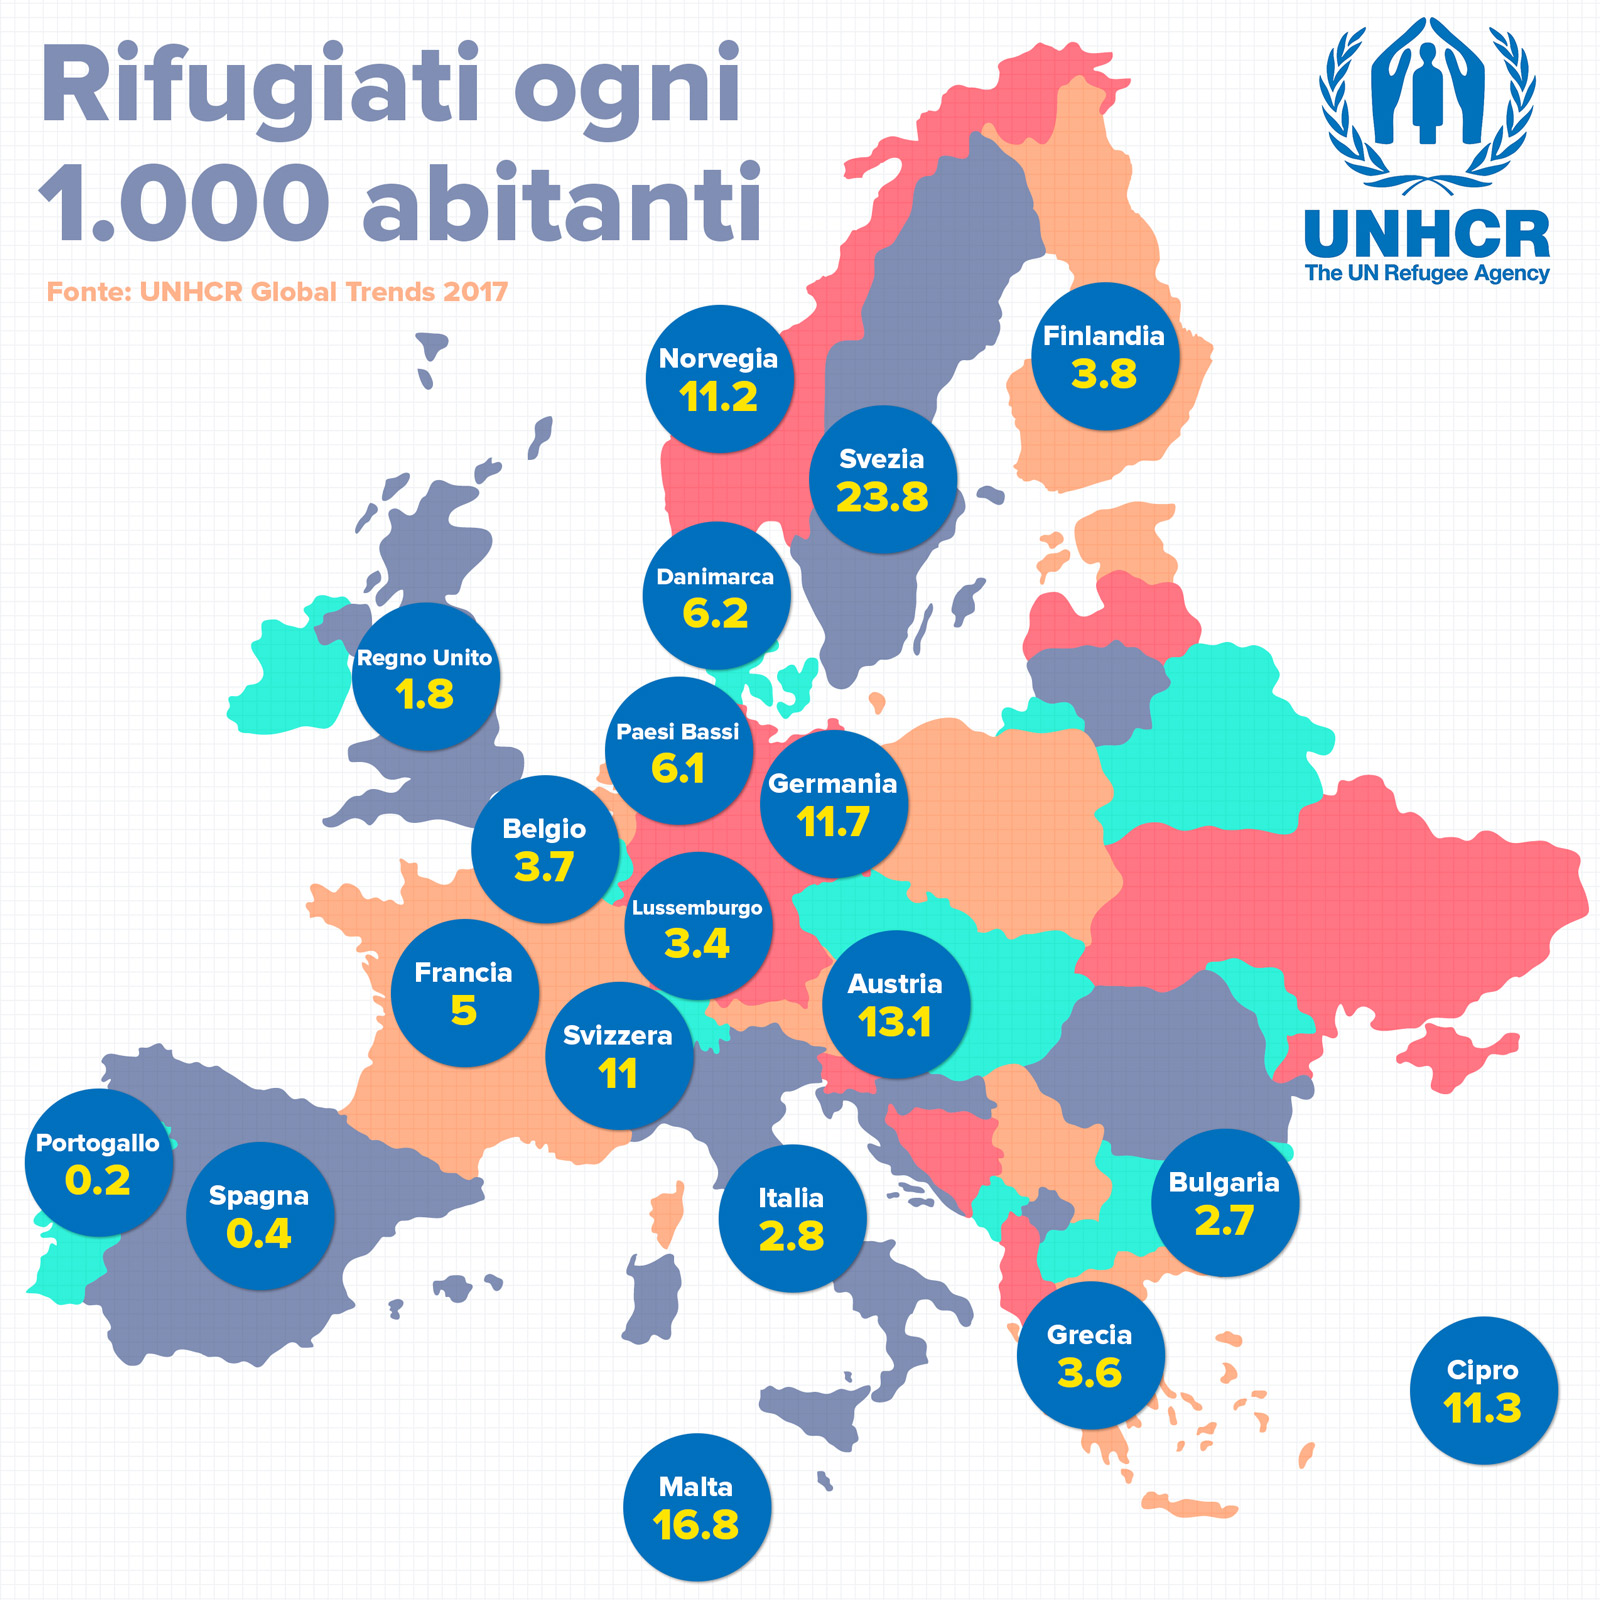 Rifugiati ogni
1.000 abitanti
Fonte: UNHCR Global Trends 2017
UNHCR
The UN Refugee Agency
Finlandia
3.8
Norvegia
11.2
Svezia
23.8
Danimarca
6.2
Regno Unito
1.8
Paesi Bassi
6.1
Germania
11.7
Belgio
3.7
Lussemburgo
3.4
Francia
5
Austria
13.1
Svizzera
11
Portogallo
0.2
Spagna
0.4
Italia
2.8
Bulgaria
2.7
Grecia
3.6
Cipro
11.3
Malta
16.8